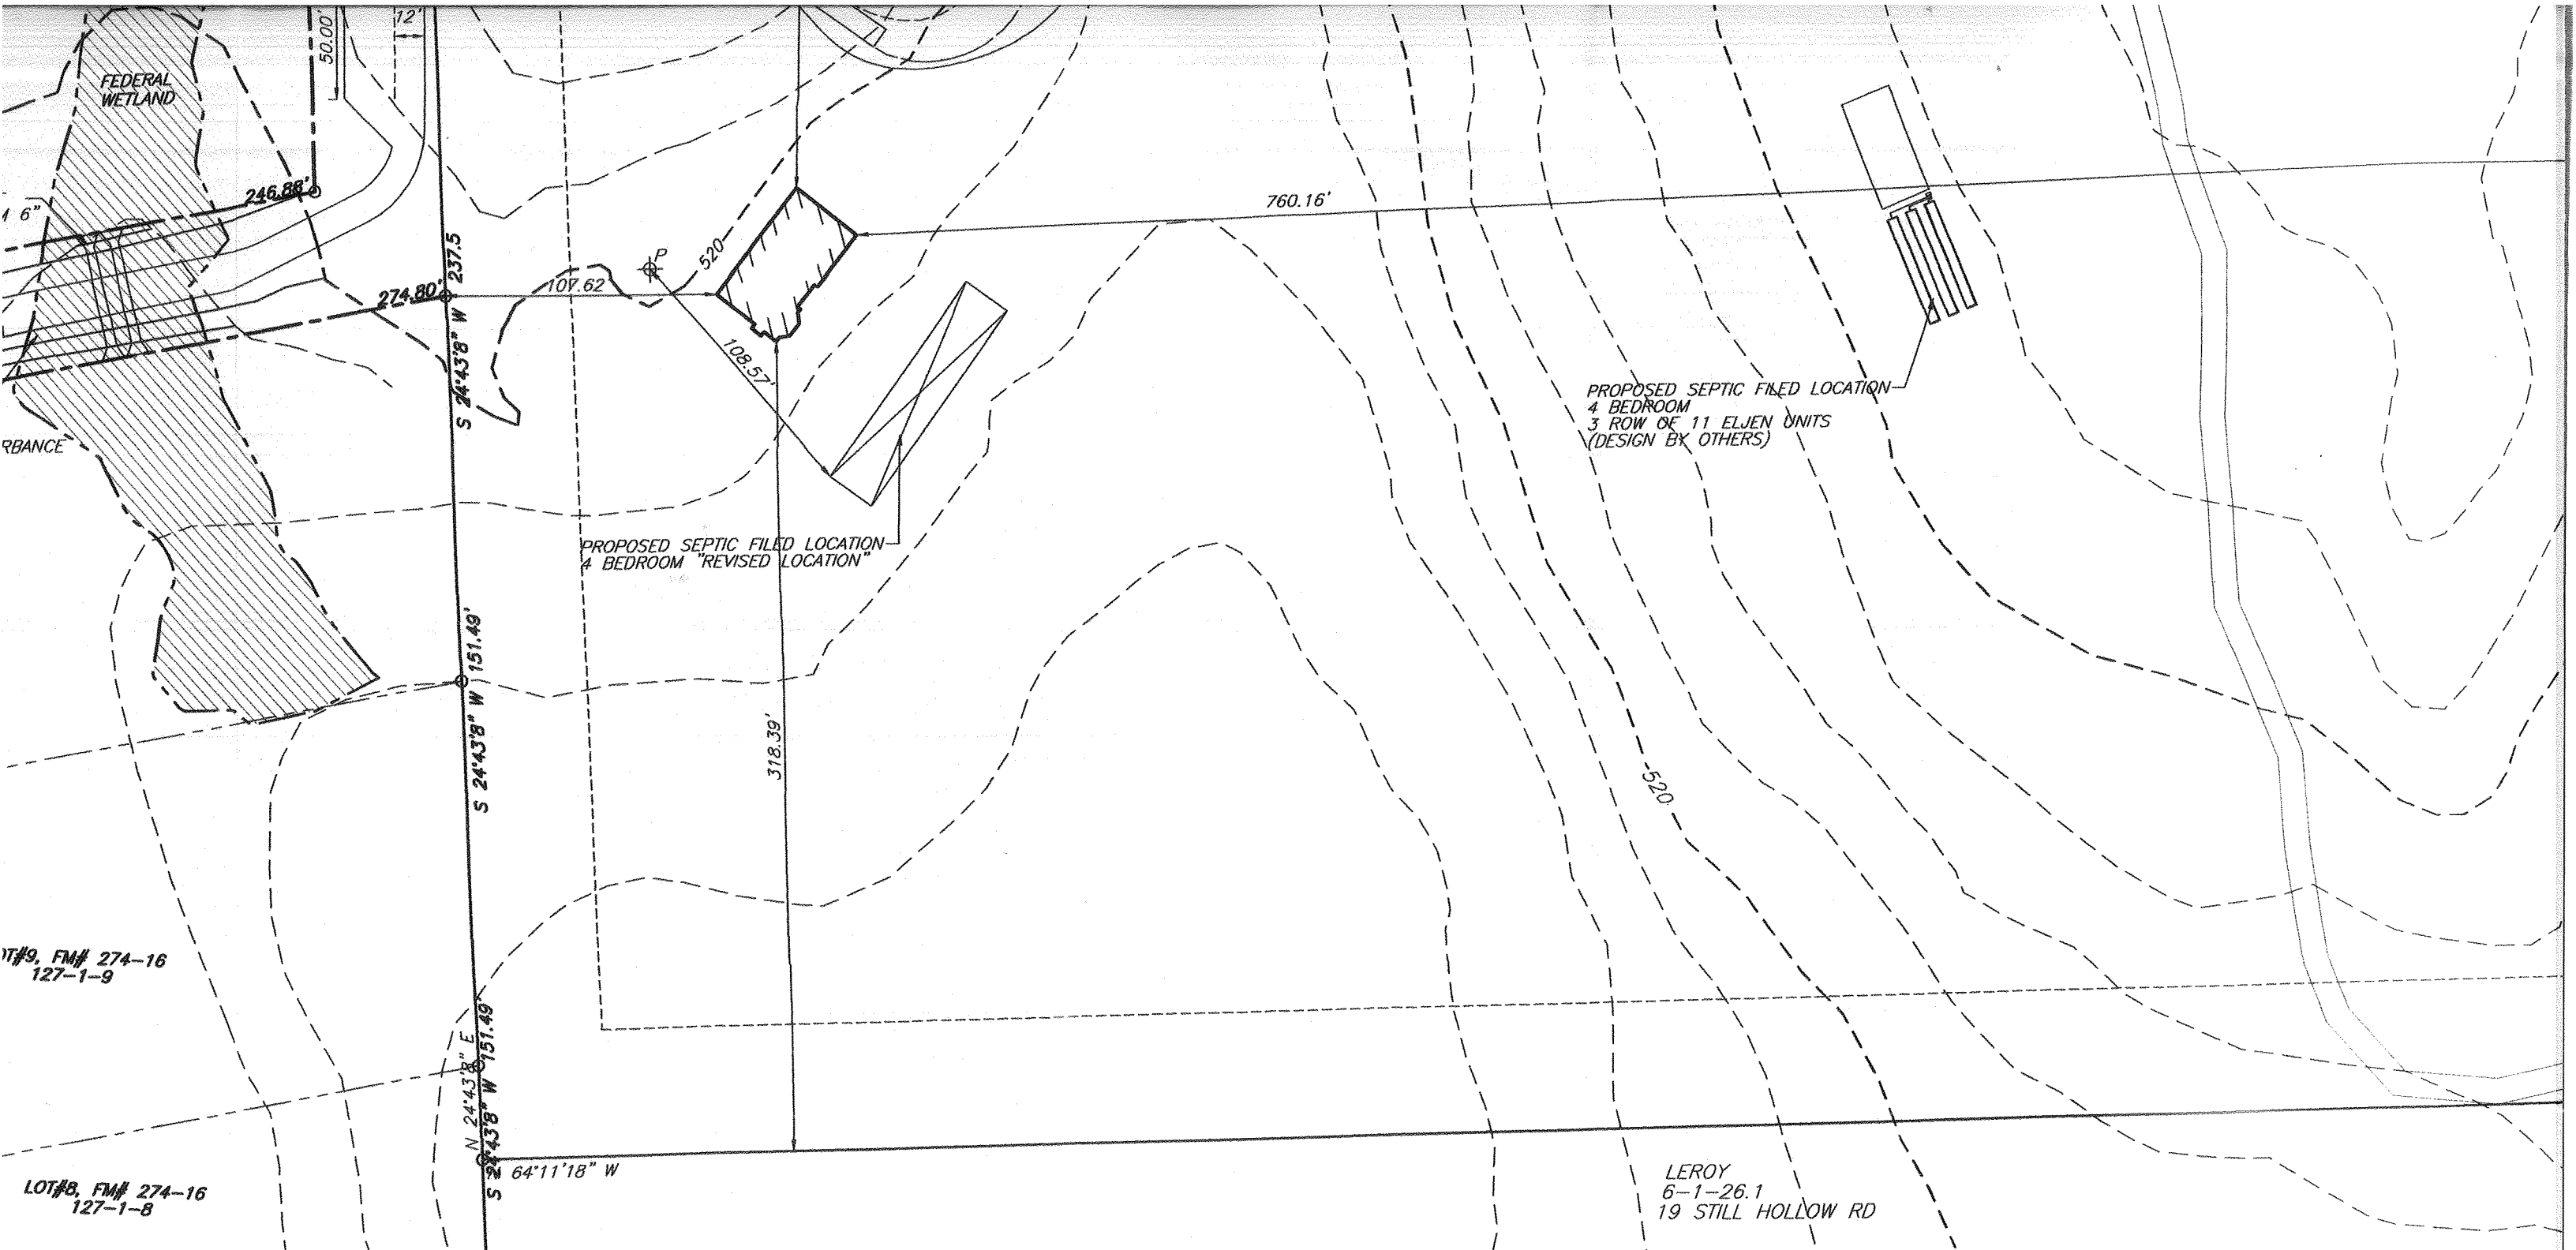 50.00'
12'
FEDERAL
WETLAND
246.88'
6"
237.5
S 24°43'8" W
274.80'
107.62
P
520
760.16'
108.57'
PROPOSED SEPTIC FILED LOCATION
4 BEDROOM
3 ROW OF 11 ELJEN UNITS
(DESIGN BY OTHERS)
RBANCE
PROPOSED SEPTIC FILED LOCATION
4 BEDROOM "REVISED LOCATION"
151.49'
S 24°43'8" W
318.39'
520
OT#9, FM# 274-16
127-1-9
151.49'
N 24°43'8" E
S 24°43'8" W
64°11'18" W
LEROY
6-1-26.1
19 STILL HOLLOW RD
LOT#8, FM# 274-16
127-1-8